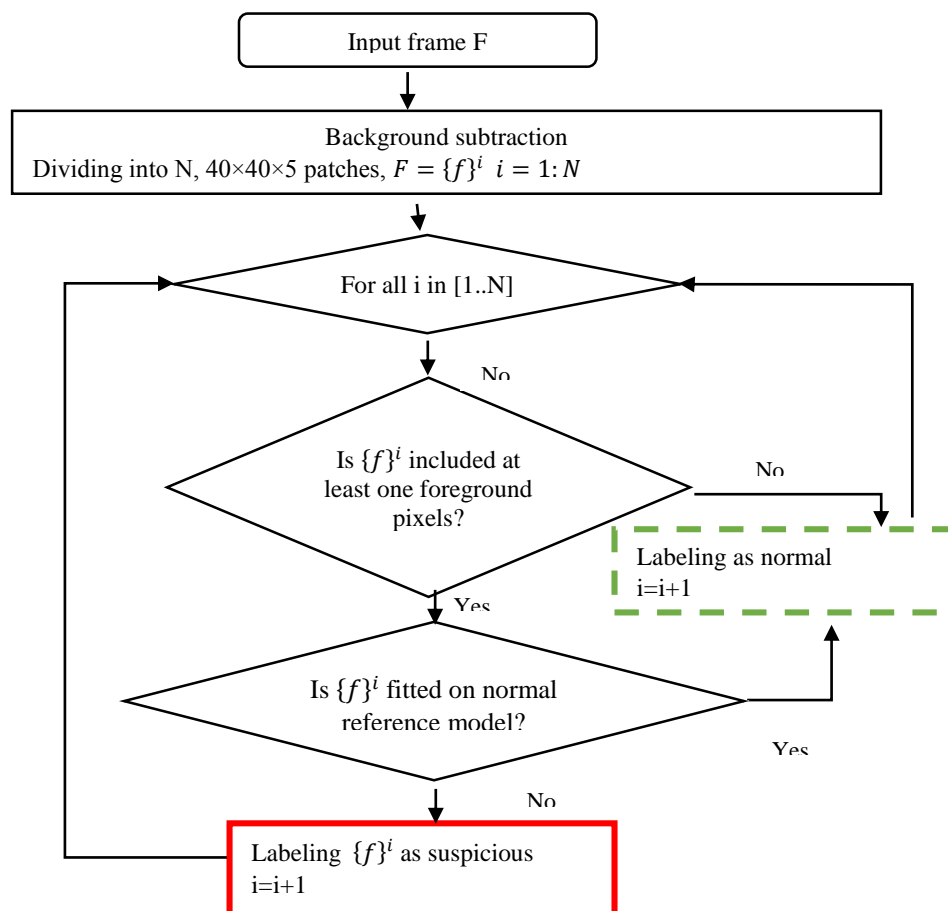 Input frame F
Background subtraction
Dividing into N, 40×40×5 patches, F = {f}^i i = 1: N
For all i in [1..N]
No
Is {f}^i included at
least one foreground
pixels?
No
Labeling as normal
i=i+1
Yes
Is {f}^i fitted on normal
reference model?
Yes
No
Labeling {f}^i as suspicious
i=i+1